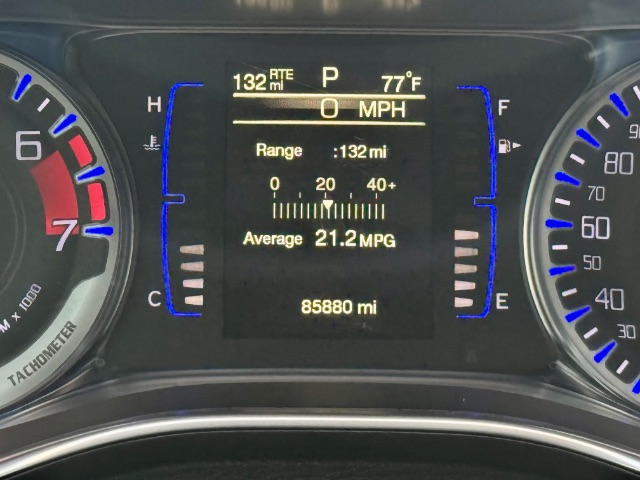 132 RTE mi P 77°F
0 MPH
H F
Range :132 mi
0 20 40+
Average 21.2 MPG
C E
85880 mi
6
7
M x 1000
TACHOMETER
80
70
60
50
40
30